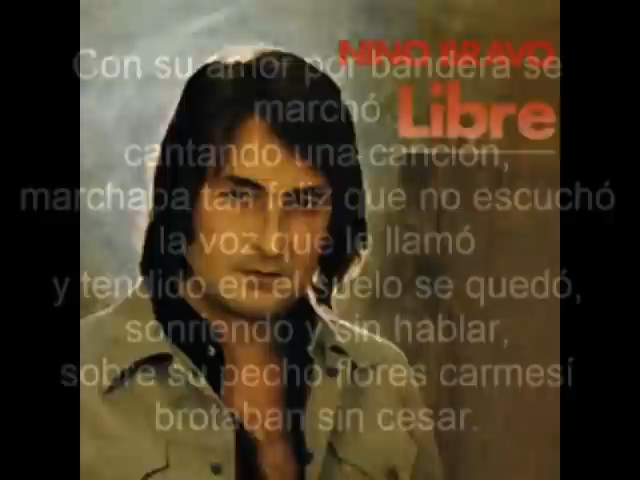 NINO BRAVO
Libre
Con su amor por bandera se
marchó
cantando una canción,
marchaba tan feliz que no escuchó
la voz que le llamó
y tendido en el suelo se quedó,
sonrendo y sin hablar,
sobre su pecho flores carmesí
brotaban sin cesar.